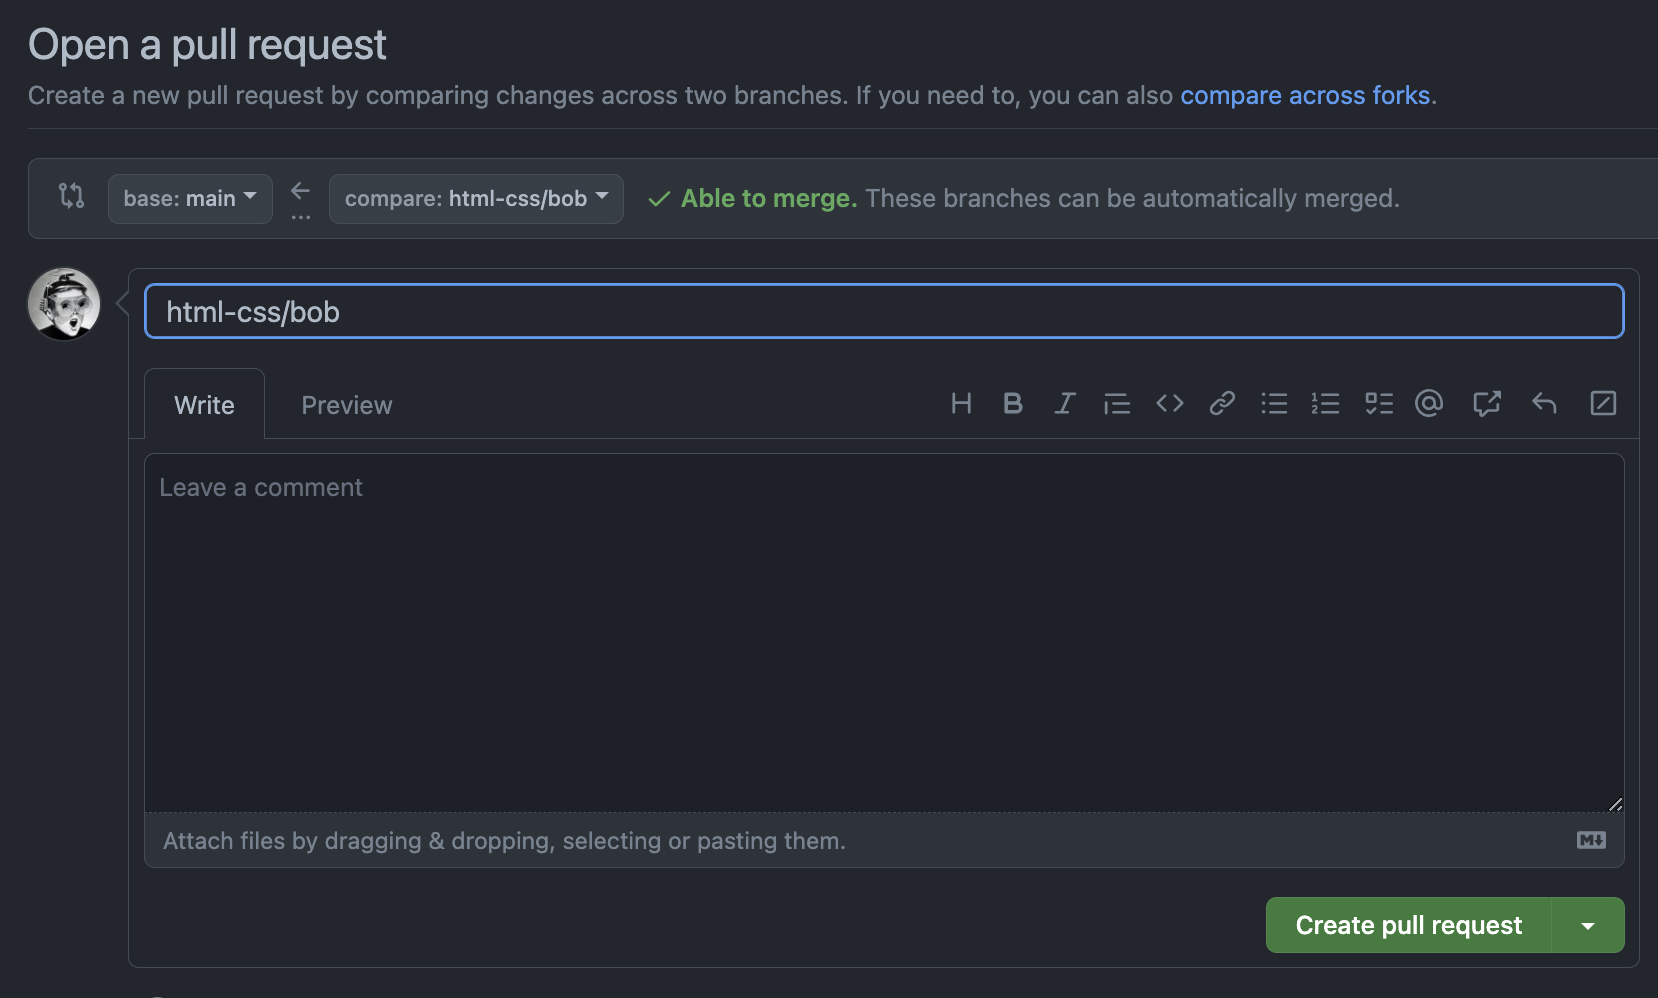 Open a pull request
Create a new pull request by comparing changes across two branches. If you need to, you can also compare across forks.
base: main ← ... compare: html-css/bob ✓ Able to merge. These branches can be automatically merged.
html-css/bob
Write Preview
Leave a comment
Attach files by dragging & dropping, selecting or pasting them.
Create pull request